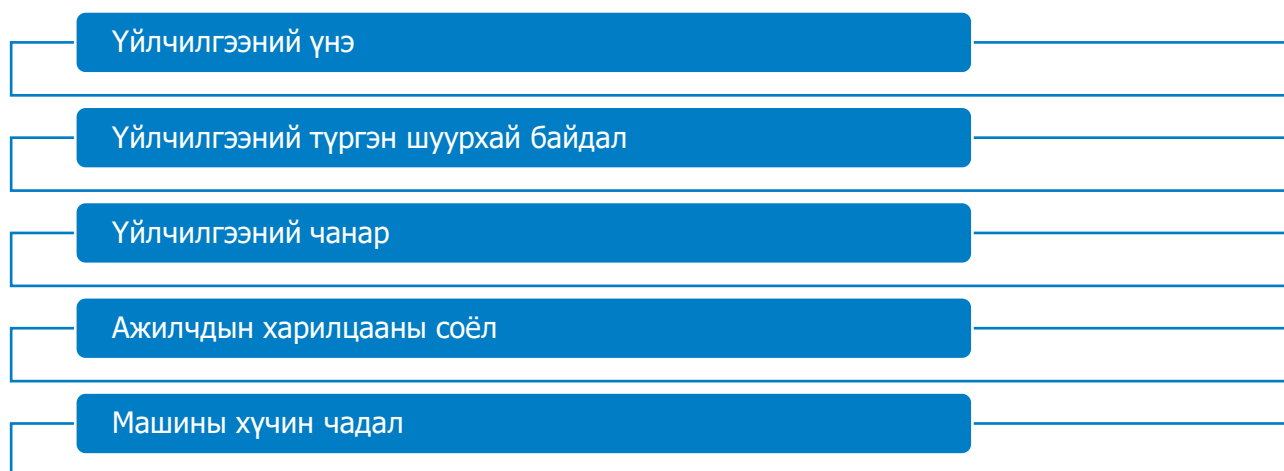 Үйлчилгээний үнэ
Үйлчилгээний түргэн шуурхай байдал
Үйлчилгээний чанар
Ажилчдын харилцааны соёл
Машины хүчин чадал